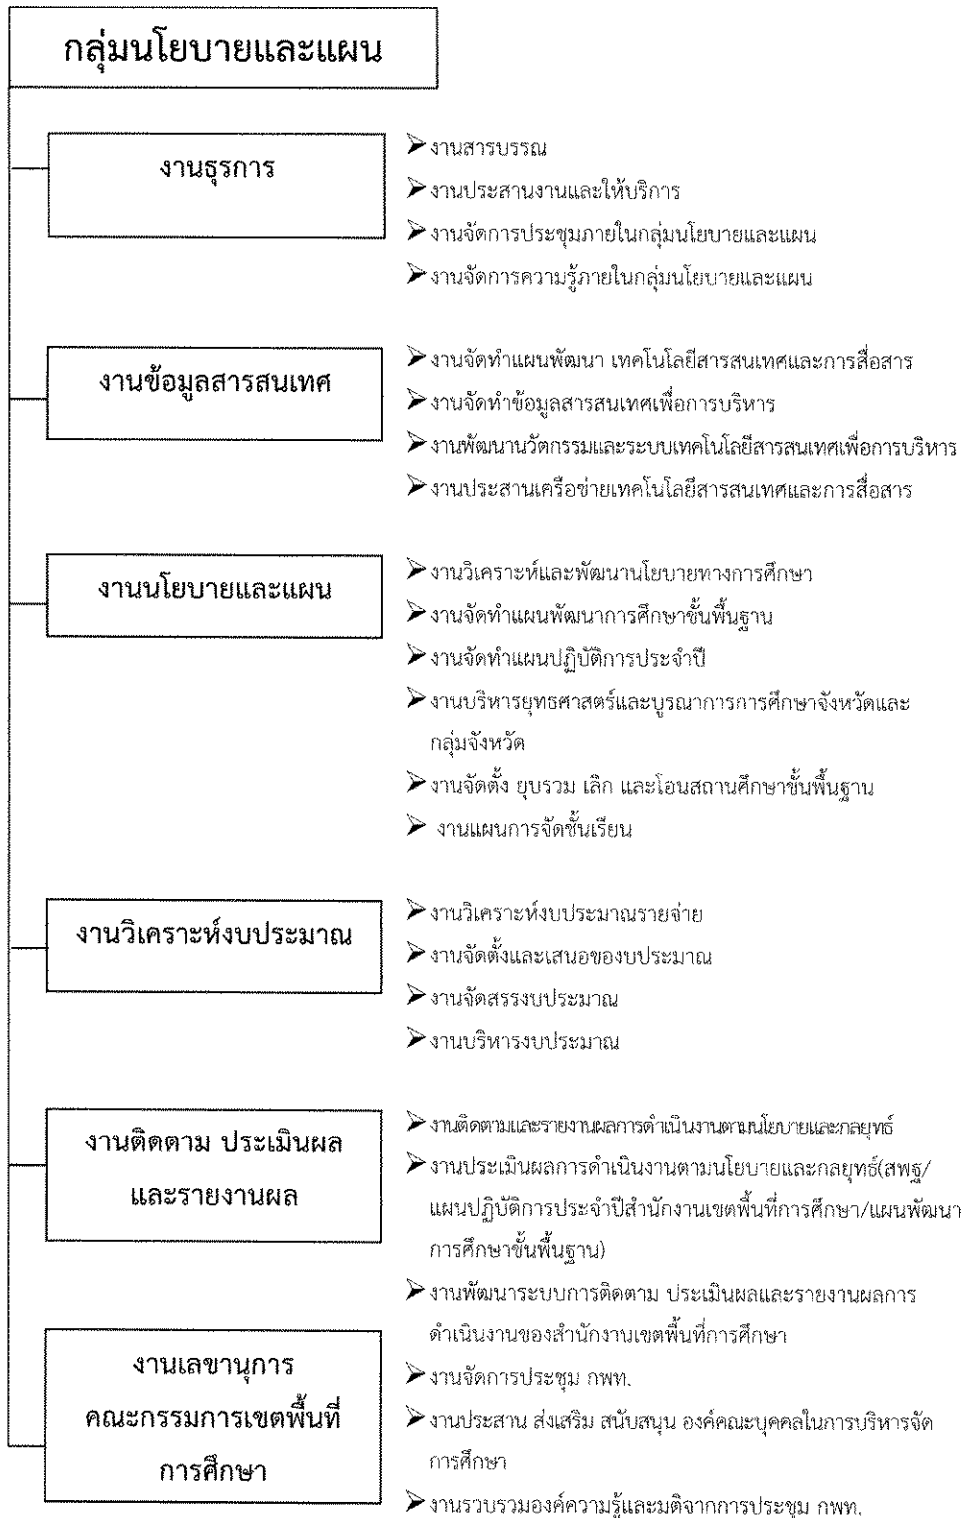 กลุ่มนโยบายและแผน
งานธุรการ
➢งานสารบรรณ
➢งานประสานงานและให้บริการ
➢งานจัดการประชุมภายในกลุ่มนโยบายและแผน
➢งานจัดการความรู้ภายในกลุ่มนโยบายและแผน
งานข้อมูลสารสนเทศ
➢งานจัดทำแผนพัฒนา เทคโนโลยีสารสนเทศและการสื่อสาร
➢งานจัดทำข้อมูลสารสนเทศเพื่อการบริหาร
➢งานพัฒนานวัตกรรมและระบบเทคโนโลยีสารสนเทศเพื่อการบริหาร
➢งานประสานเครือข่ายเทคโนโลยีสารสนเทศและการสื่อสาร
งานนโยบายและแผน
➢งานวิเคราะห์และพัฒนานโยบายทางการศึกษา
➢งานจัดทำแผนพัฒนาการศึกษาขั้นพื้นฐาน
➢งานจัดทำแผนปฏิบัติการประจำปี
➢งานบริหารยุทธศาสตร์และบูรณาการการศึกษาจังหวัดและ
กลุ่มจังหวัด
➢งานจัดตั้ง ยุบรวม เลิก และโอนสถานศึกษาขั้นพื้นฐาน
➢ งานแผนการจัดชั้นเรียน
งานวิเคราะห์งบประมาณ
➢งานวิเคราะห์งบประมาณรายจ่าย
➢งานจัดตั้งและเสนอของบประมาณ
➢งานจัดสรรงบประมาณ
➢งานบริหารงบประมาณ
งานติดตาม ประเมินผล
และรายงานผล
➢งานติดตามและรายงานผลการดำเนินงานตามนโยบายและกลยุทธ์
➢งานประเมินผลการดำเนินงานตามนโยบายและกลยุทธ์(สพฐ/
แผนปฏิบัติการประจำปีสำนักงานเขตพื้นที่การศึกษา/แผนพัฒนา
การศึกษาขั้นพื้นฐาน)
➢งานพัฒนาระบบการติดตาม ประเมินผลและรายงานผลการ
ดำเนินงานของสำนักงานเขตพื้นที่การศึกษา
งานเลขานุการ
คณะกรรมการเขตพื้นที่
การศึกษา
➢งานจัดการประชุม กพท.
➢งานประสาน ส่งเสริม สนับสนุน องค์คณะบุคคลในการบริหารจัด
การศึกษา
➢งานรวบรวมองค์ความรู้และมติจากการประชุม กพท.